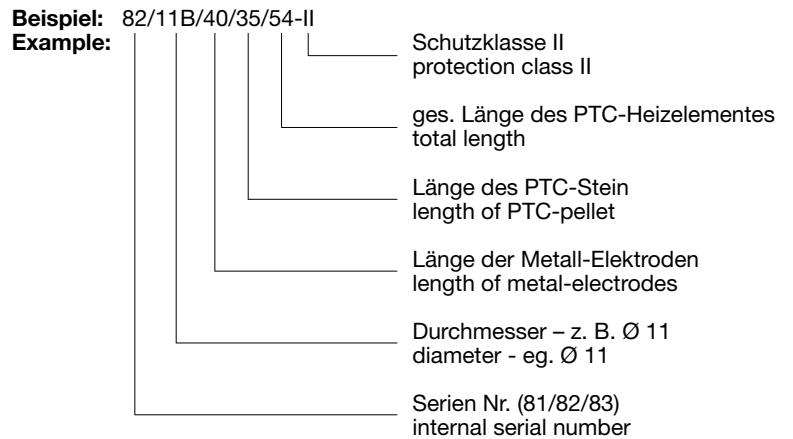 Beispiel: 82/11B/40/35/54-II
Example:
Schutzklasse II
protection class II
ges. Länge des PTC-Heizelementes
total length
Länge des PTC-Stein
length of PTC-pellet
Länge der Metall-Elektroden
length of metal-electrodes
Durchmesser – z. B. Ø 11
diameter - eg. Ø 11
Serien Nr. (81/82/83)
internal serial number